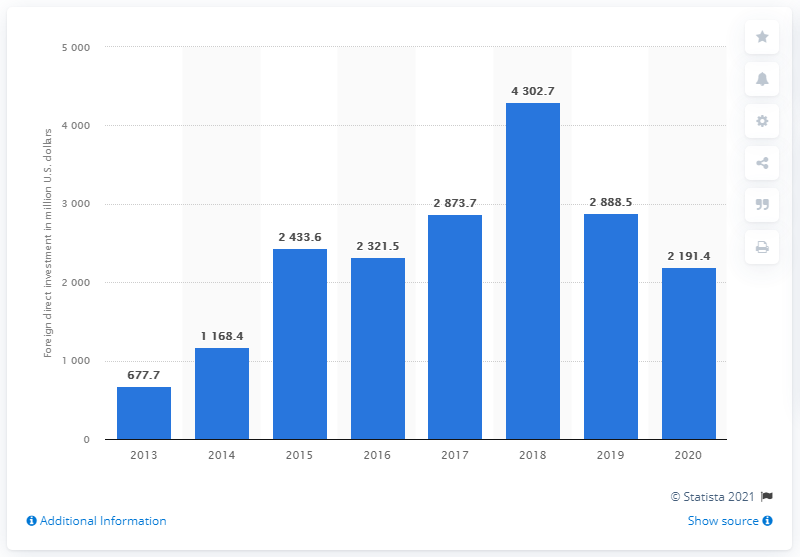 5 000
4 000
3 000
2 000
1 000
0
Foreign direct investment in million U.S. dollars
677.7
1 168.4
2 433.6
2 321.5
2 873.7
4 302.7
2 888.5
2 191.4
2013 2014 2015 2016 2017 2018 2019 2020
© Statista 2021
Additional Information
Show source